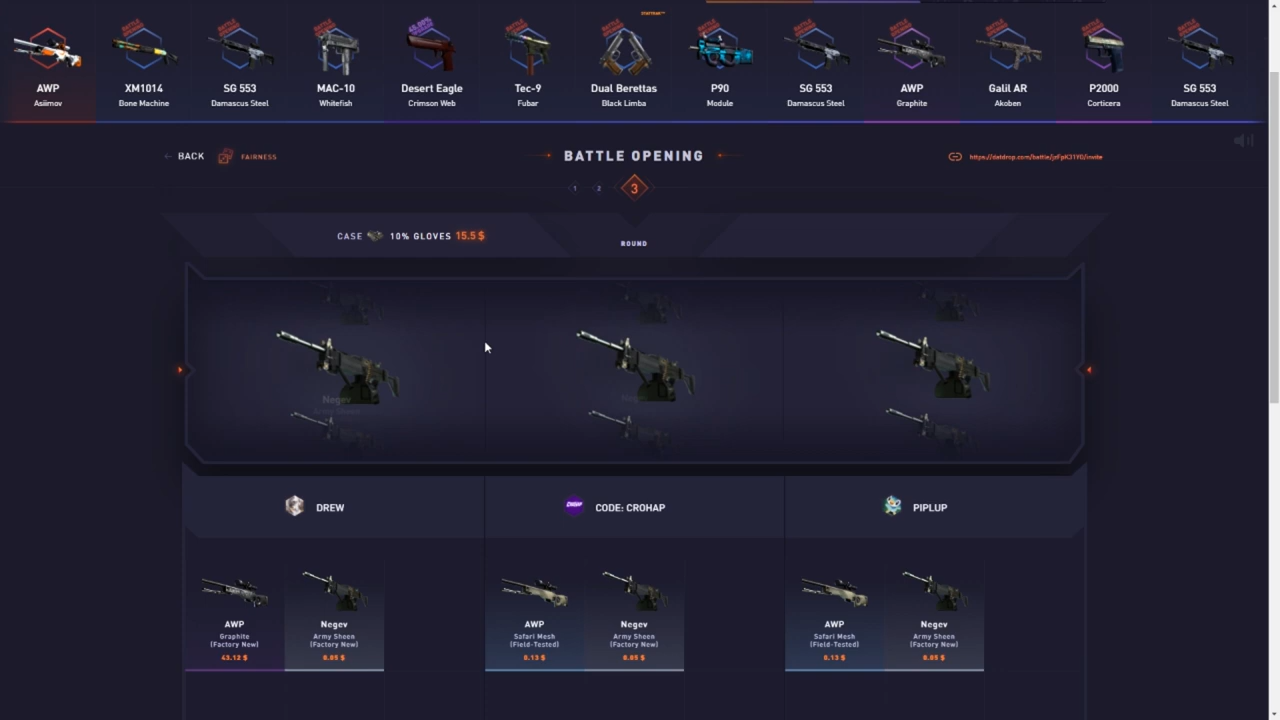 STATTRAK™
AWP
Asiimov
XM1014
Bone Machine
SG 553
Damascus Steel
MAC-10
Whitefish
Desert Eagle
Crimson Web
Tec-9
Fubar
Dual Berettas
Black Limba
P90
Module
SG 553
Damascus Steel
AWP
Graphite
Galil AR
Akoben
P2000
Corticera
SG 553
Damascus Steel
← BACK
FAIRNESS
BATTLE OPENING
1 2 3
CASE 10% GLOVES 15.5 $
ROUND
Negev
Army Sheen
DREW
CODE: CROHAP
PIPLUP
AWP
Graphite
(Factory New)
43.12 $
Negev
Army Sheen
(Factory New)
0.05 $
AWP
Safari Mesh
(Field-Tested)
0.13 $
Negev
Army Sheen
(Factory New)
0.05 $
AWP
Safari Mesh
(Field-Tested)
0.13 $
Negev
Army Sheen
(Factory New)
0.05 $